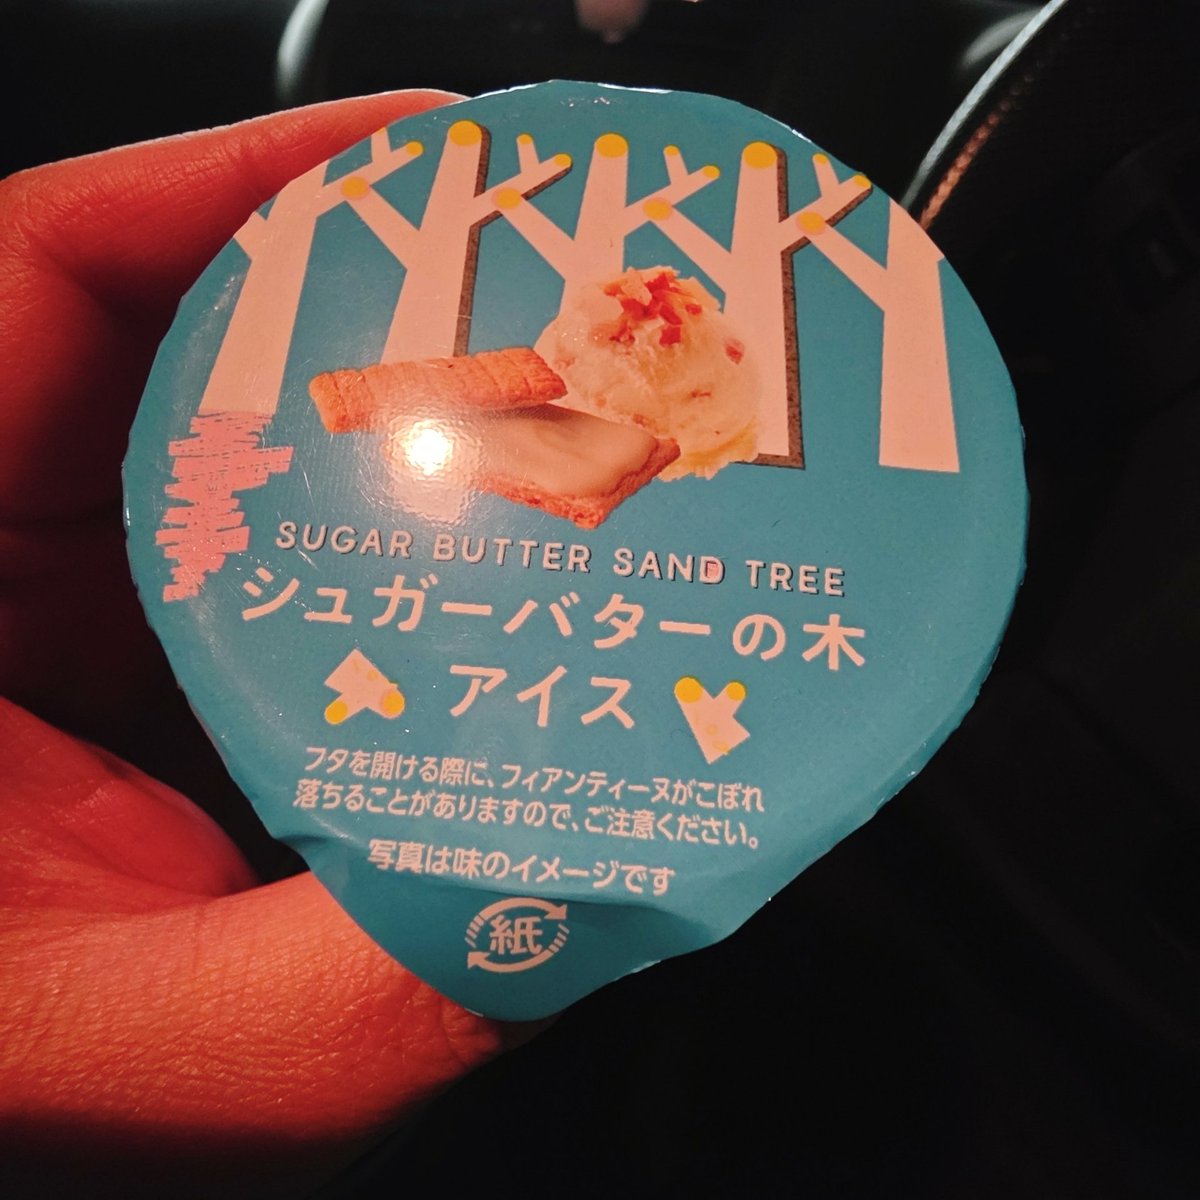 SUGAR BUTTER SAND TREE
シュガーバターの木
アイス
フタを開ける際に、フィアンティーヌがこぼれ
落ちることがありますので、ご注意ください。
写真は味のイメージです
紙